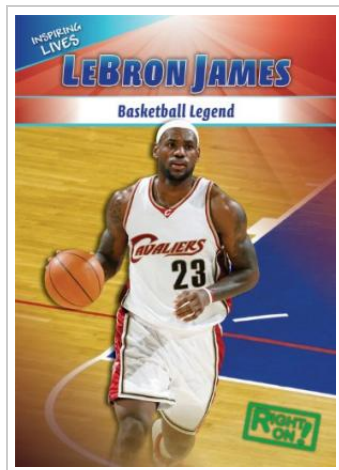 INSPIRING
LIVES
LEBRON JAMES
Basketball Legend
CAVALIERS
23
RIGHT
ON!